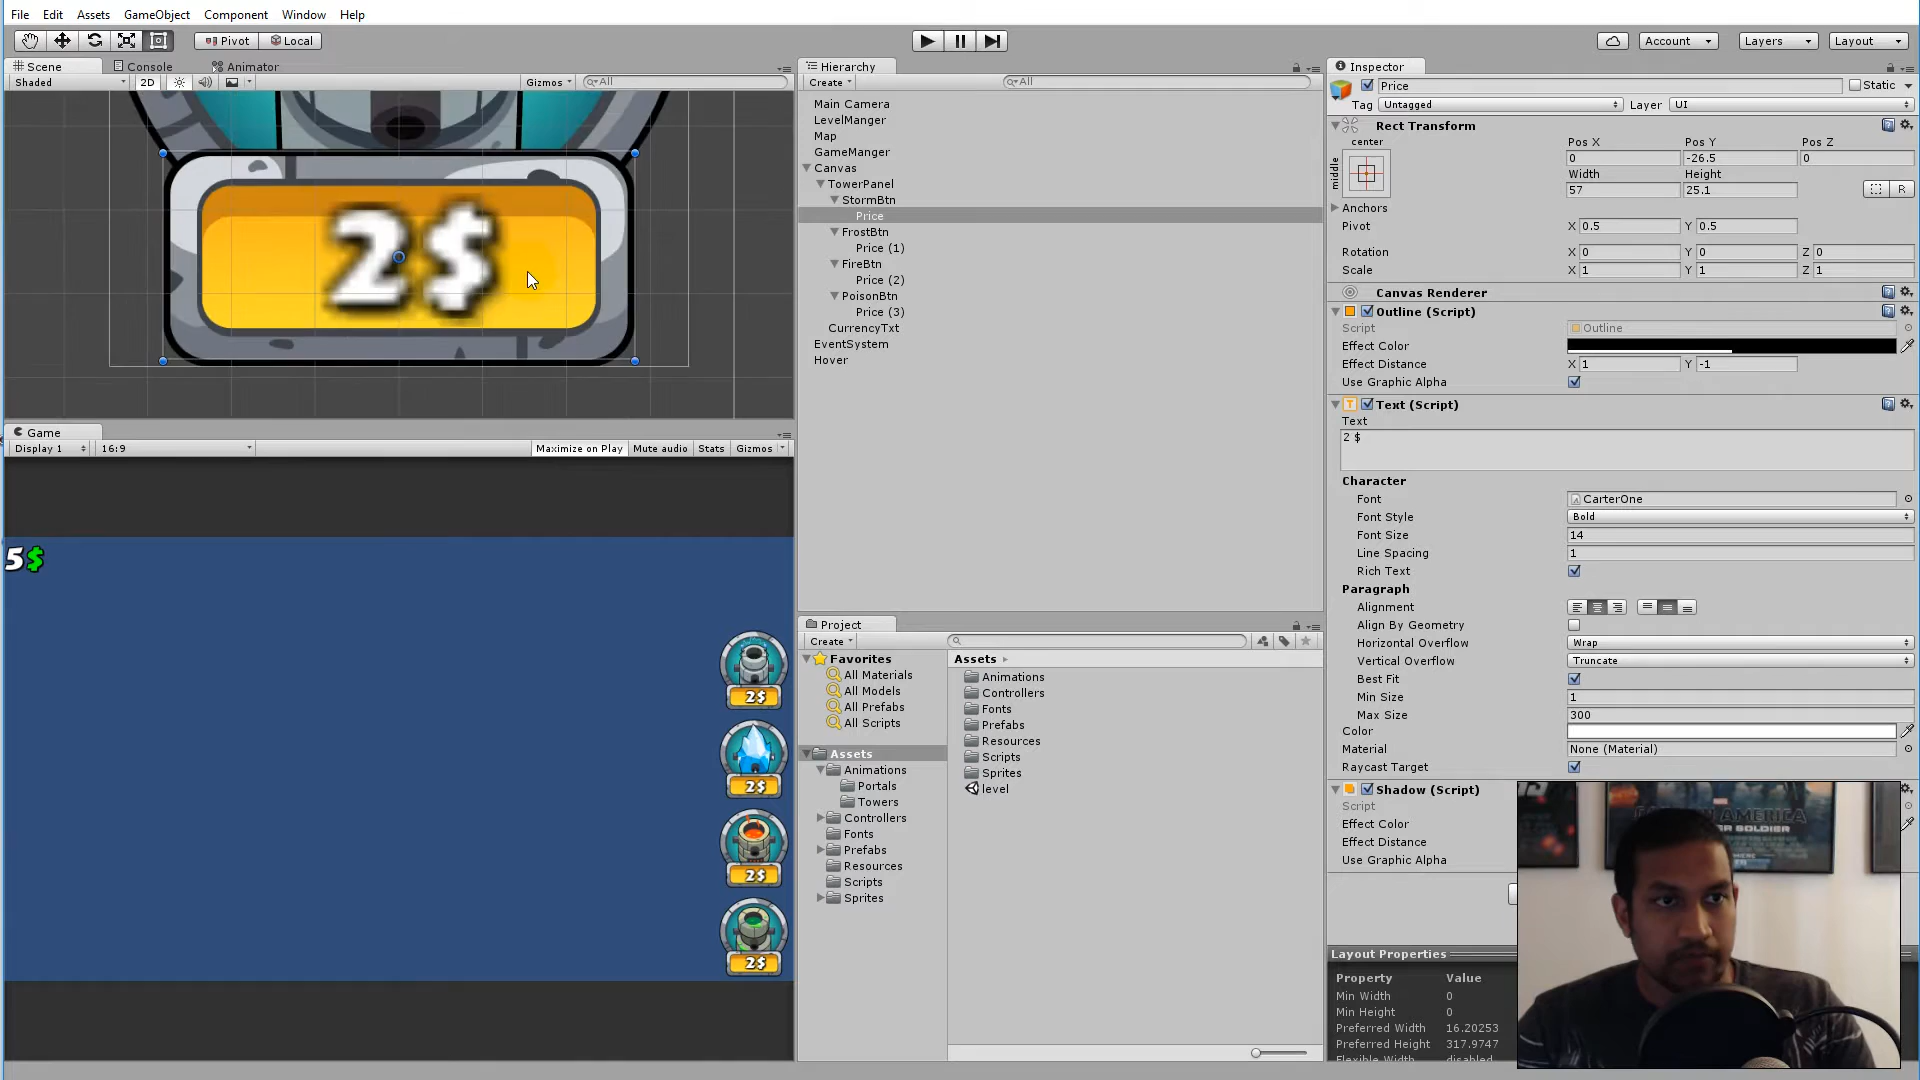 File Edit Assets GameObject Component Window Help
Pivot Local
Account Layers Layout
Scene Console Animator
Shaded 2D Gizmos All
2$
Game
Display 1 16:9 Maximize on Play Mute audio Stats Gizmos
5$
2$
2$
2$
2$
Hierarchy
Create All
Main Camera
LevelManger
Map
GameManger
Canvas
TowerPanel
StormBtn
Price
FrostBtn
Price (1)
FireBtn
Price (2)
PoisonBtn
Price (3)
CurrencyTxt
EventSystem
Hover
Project
Create
Favorites
All Materials
All Models
All Prefabs
All Scripts
Assets
Animations
Portals
Towers
Controllers
Fonts
Prefabs
Resources
Scripts
Sprites
Assets
Animations
Controllers
Fonts
Prefabs
Resources
Scripts
Sprites
level
Inspector
Price Static
Tag Untagged Layer UI
Rect Transform
center
middle
Pos X Pos Y Pos Z
0 -26.5 0
Width Height
57 25.1 R
Anchors
Pivot X 0.5 Y 0.5
Rotation X 0 Y 0 Z 0
Scale X 1 Y 1 Z 1
Canvas Renderer
Outline (Script)
Script Outline
Effect Color
Effect Distance X 1 Y -1
Use Graphic Alpha
Text (Script)
Text
2 $
Character
Font CarterOne
Font Style Bold
Font Size 14
Line Spacing 1
Rich Text
Paragraph
Alignment
Align By Geometry
Horizontal Overflow Wrap
Vertical Overflow Truncate
Best Fit
Min Size 1
Max Size 300
Color
Material None (Material)
Raycast Target
Shadow (Script)
Script
Effect Color
Effect Distance
Use Graphic Alpha
Layout Properties
Property Value
Min Width 0
Min Height 0
Preferred Width 16.20253
Preferred Height 317.9747
Flexible Width disabled